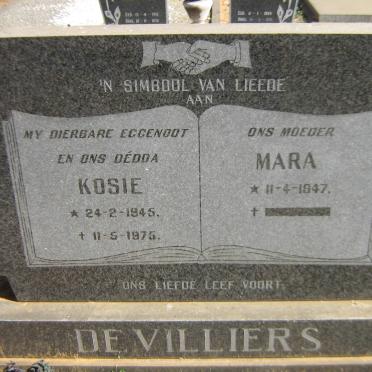 'N SIMBOOL VAN LIEFDE
AAN
MY DIERBARE EGGENOOT
EN ONS DEDDA
KOSIE
★ 24-2-1945.
† 11-5-1975.
ONS MOEDER
MARA
★ 11-4-1947.
†
ONS LIEFDE LEEF VOORT.
DE VILLIERS